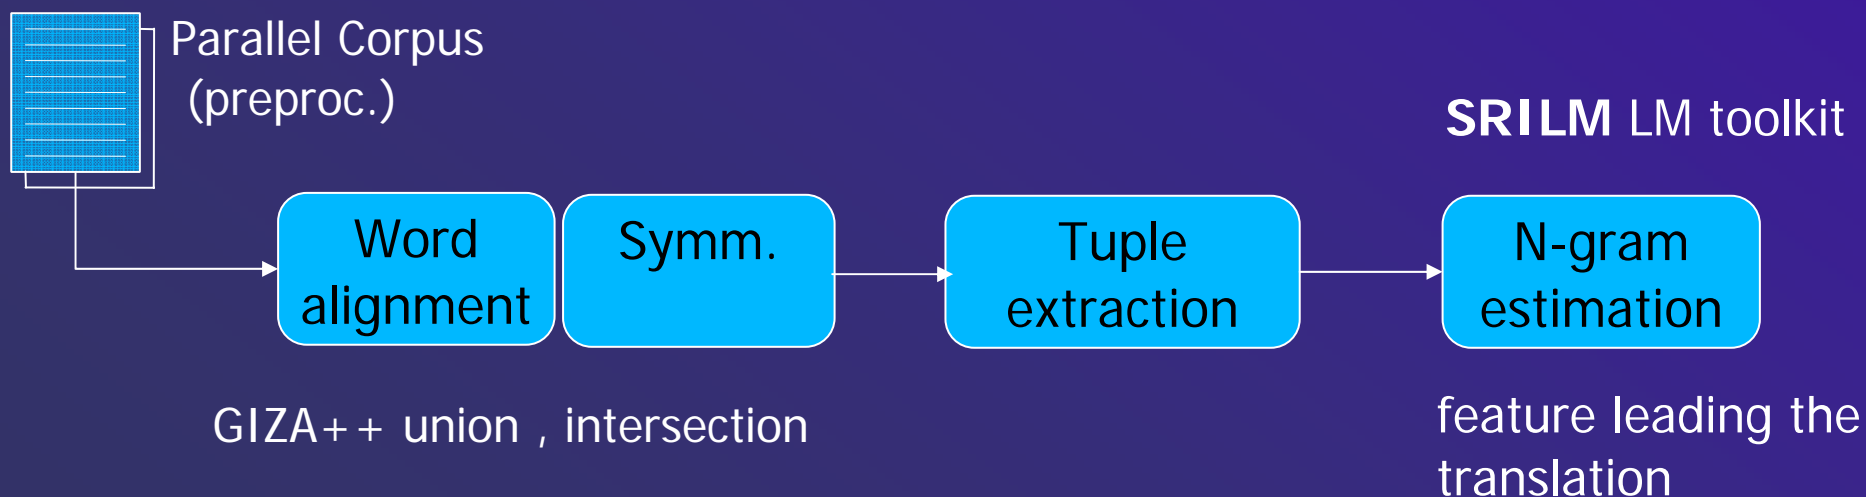 Parallel Corpus
(preproc.)
SRILM LM toolkit
Word
alignment
Symm.
Tuple
extraction
N-gram
estimation
GIZA++ union , intersection
feature leading the
translation